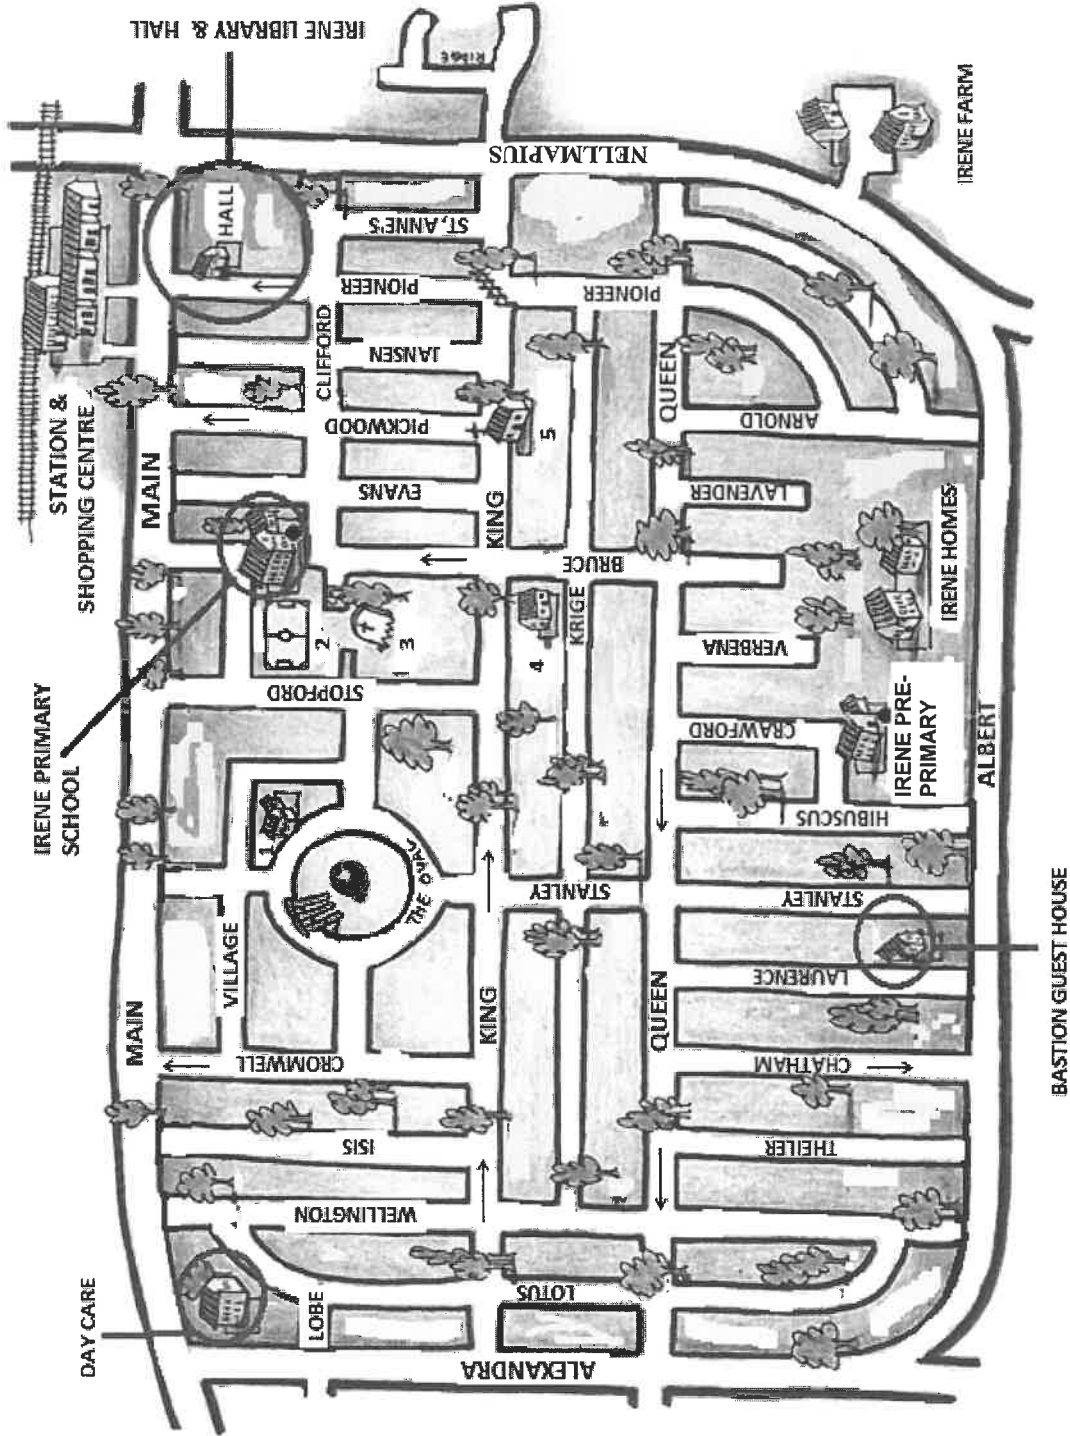 IRENE LIBRARY & HALL
RIDGE
NELLMAPIUS
IRENE FARM
STATION &
SHOPPING CENTRE
HALL
ST, ANNE'S
PIONEER
PIONEER
CLIFFORD
JANSEN
PICKWOOD
EVANS
MAIN
KING
5
QUEEN
ARNOLD
LAVENDER
IRENE HOMES
IRENE PRIMARY
SCHOOL
BRUCE
2
3
4
KRIGE
VERBENA
STOPFORD
CRAWFORD
IRENE PRE-
PRIMARY
ALBERT
HIBUSCUS
1
THE OVAL
STANLEY
STANLEY
MAIN
VILLAGE
KING
QUEEN
LAURENCE
BASTION GUEST HOUSE
CROMWELL
CHATHAM
ISIS
THEILER
WELLINGTON
DAY CARE
LOBE
LOTUS
ALEXANDRA